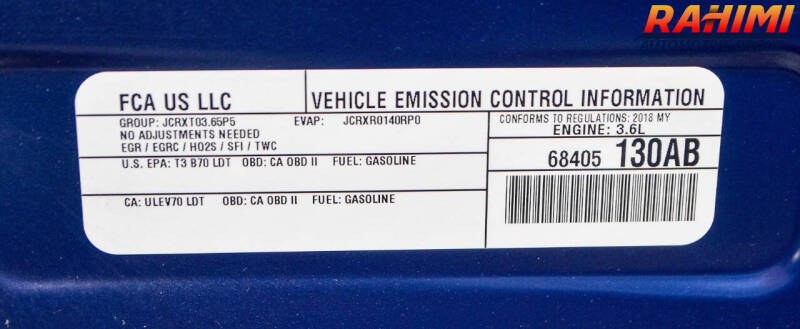 RAHIMI
FCA US LLC
VEHICLE EMISSION CONTROL INFORMATION
GROUP: JCRXT03.65P5 EVAP: JCRXR0140RP0
NO ADJUSTMENTS NEEDED
EGR / EGRC / HO2S / SFI / TWC
CONFORMS TO REGULATIONS: 2018 MY
ENGINE: 3.6L
U.S. EPA: T3 B70 LDT OBD: CA OBD II FUEL: GASOLINE
68405 130AB
CA: ULEV70 LDT OBD: CA OBD II FUEL: GASOLINE